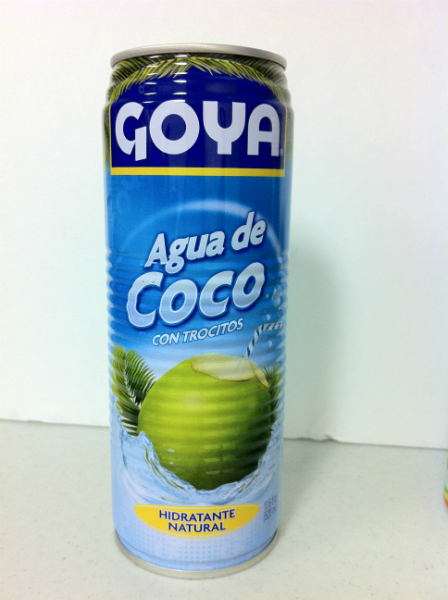 GOYA
Agua de
COCO
CON TROCITOS
HIDRATANTE
NATURAL